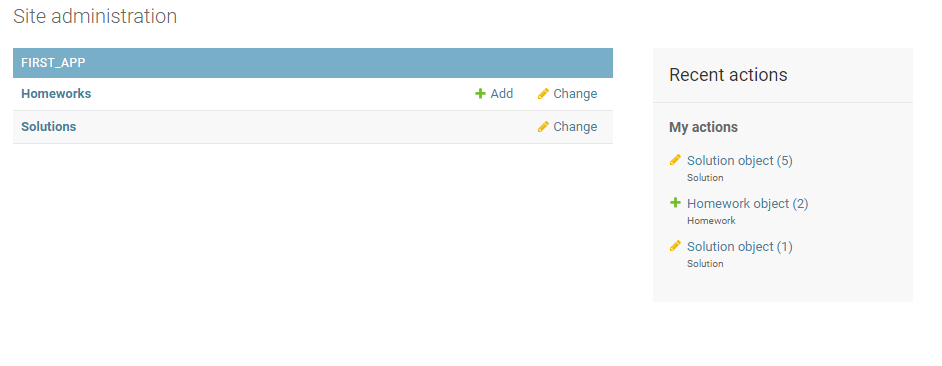 Site administration
FIRST_APP
Homeworks Add Change
Solutions Change
Recent actions
My actions
Solution object (5)
Solution
Homework object (2)
Homework
Solution object (1)
Solution